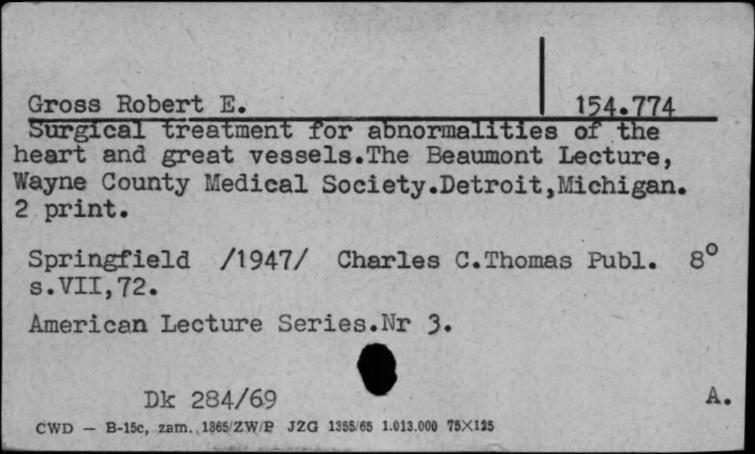 Gross Robert E.
154.774
Surgical treatment for abnormalities of the
heart and great vessels.The Beaumont Lecture,
Wayne County Medical Society.Detroit,Michigan.
2 print.
Springfield /1947/ Charles C.Thomas Publ. 8°
s.VII,72.
American Lecture Series.Nr 3.
Dk 284/69
A.
CWD — B-15c, zam. 1865/ZW/P JZG 1355/65 1.013.000 75X125